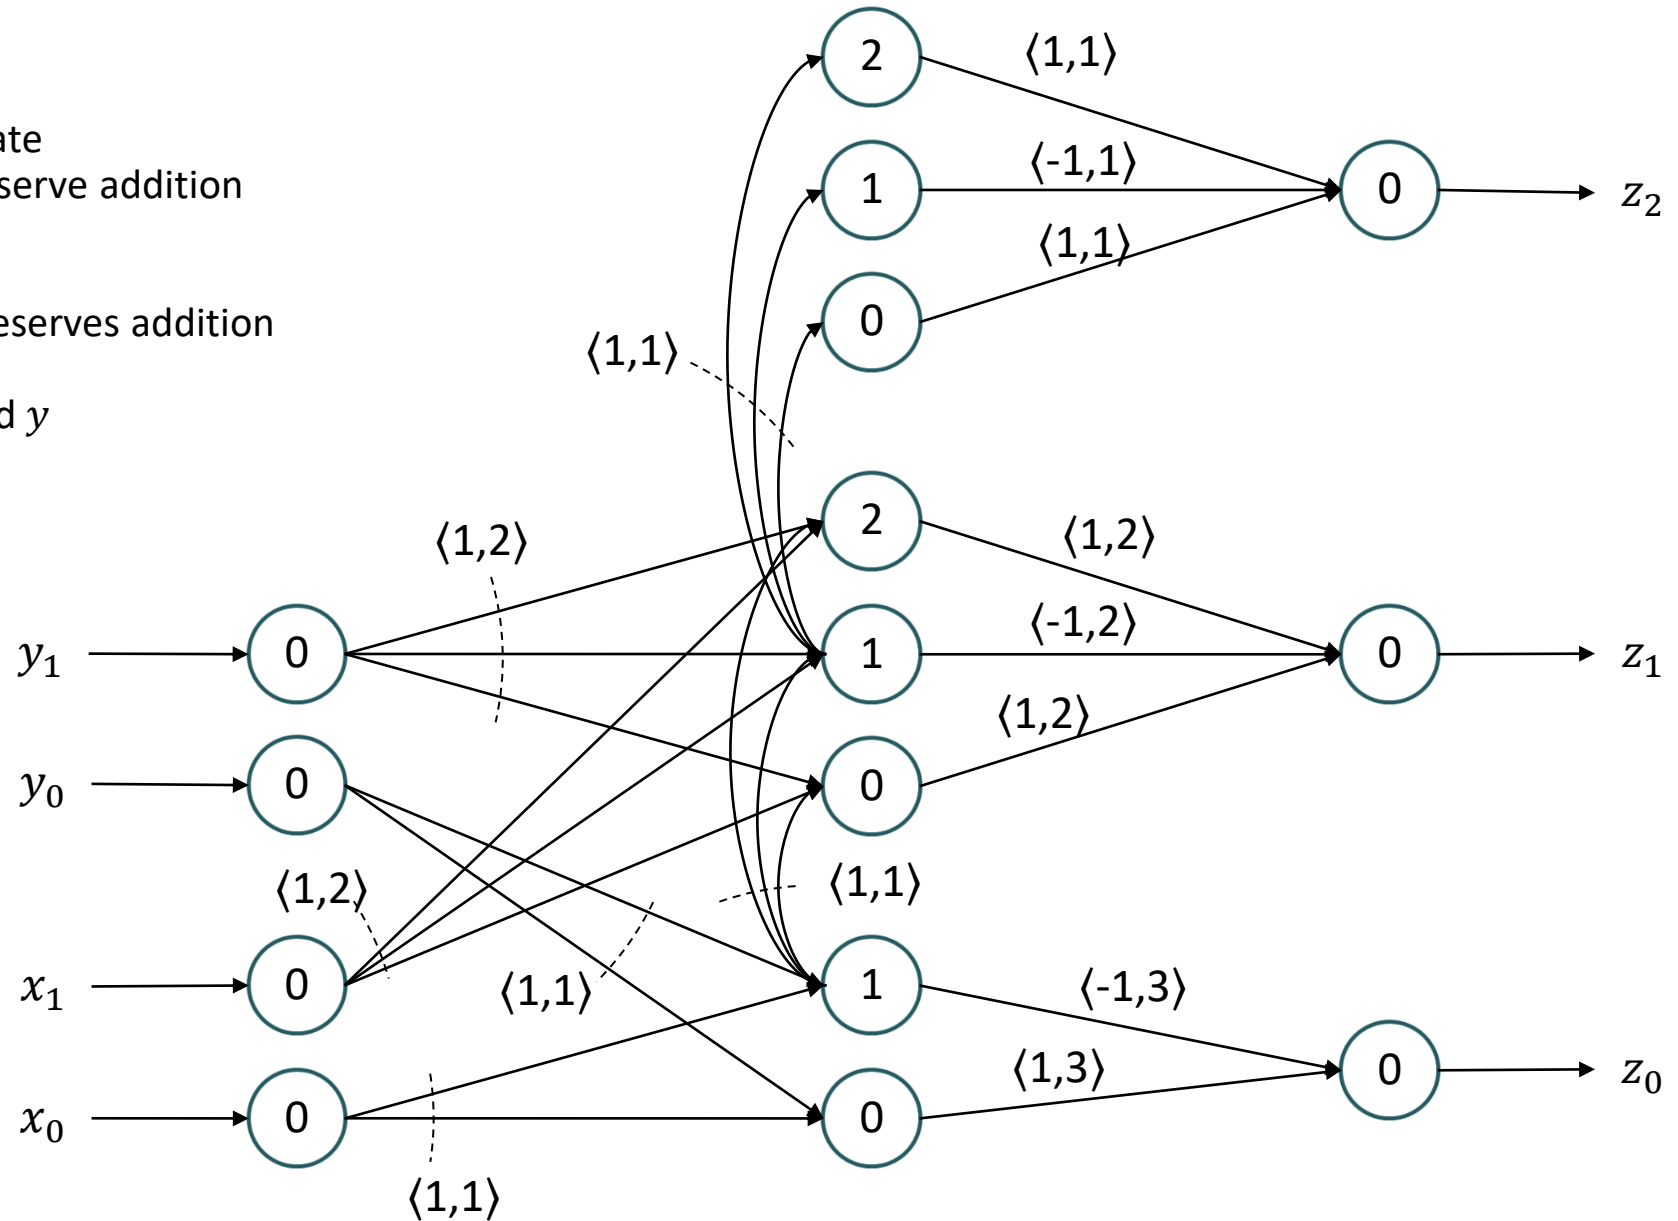 ate
serve addition
eserves addition
d y
2
⟨1,1⟩
1
⟨-1,1⟩
0
z₂
⟨1,1⟩
0
⟨1,1⟩
2
⟨1,2⟩
⟨1,2⟩
y₁
0
1
⟨-1,2⟩
0
z₁
⟨1,2⟩
y₀
0
0
⟨1,2⟩
⟨1,1⟩
x₁
0
⟨1,1⟩
1
⟨-1,3⟩
x₀
0
0
⟨1,3⟩
0
z₀
⟨1,1⟩